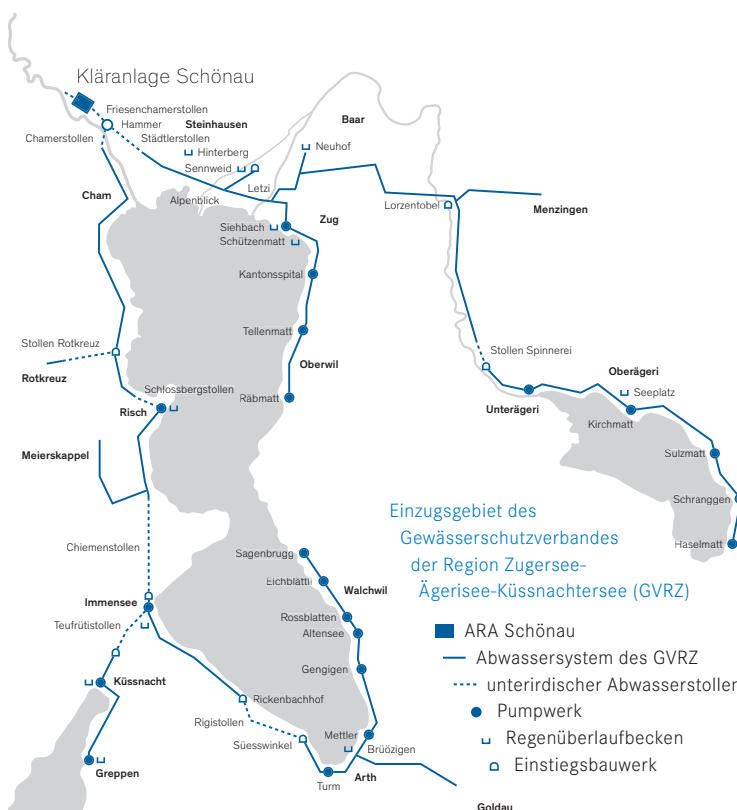 Kläranlage Schönau
Friesenchamerstollen
Hammer
Steinhausen
Baar
Chamerstollen
Städtlerstollen
Hinterberg
Neuhof
Sennweid
Letzi
Cham
Alpenblick
Lorzentobel
Menzingen
Zug
Siehbach
Schützenmatt
Kantonsspital
Tellenmatt
Stollen Rotkreuz
Stollen Spinnerei
Oberwil
Oberägeri
Rotkreuz
Schlossbergstollen
Seeplatz
Räbmatt
Risch
Unterägeri
Kirchmatt
Meierskappel
Sulzmatt
Schranggen
Einzugsgebiet des
Gewässerschutzverbandes
der Region Zugersee-
Ägerisee-Küssnachtersee (GVRZ)
Chiemenstollen
Haselmatt
Sagenbrugg
Eichblättli
Walchwil
Immensee
Rossblatten
Teufrütistollen
Altensee
ARA Schönau
Abwassersystem des GVRZ
Gengigen
Küssnacht
unterirdischer Abwasserstollen
Rickenbachhof
Pumpwerk
Rigistollen
Mettler
Regenüberlaufbecken
Süesswinkel
Brüözigen
Einstiegsbauwerk
Greppen
Arth
Turm
Goldau